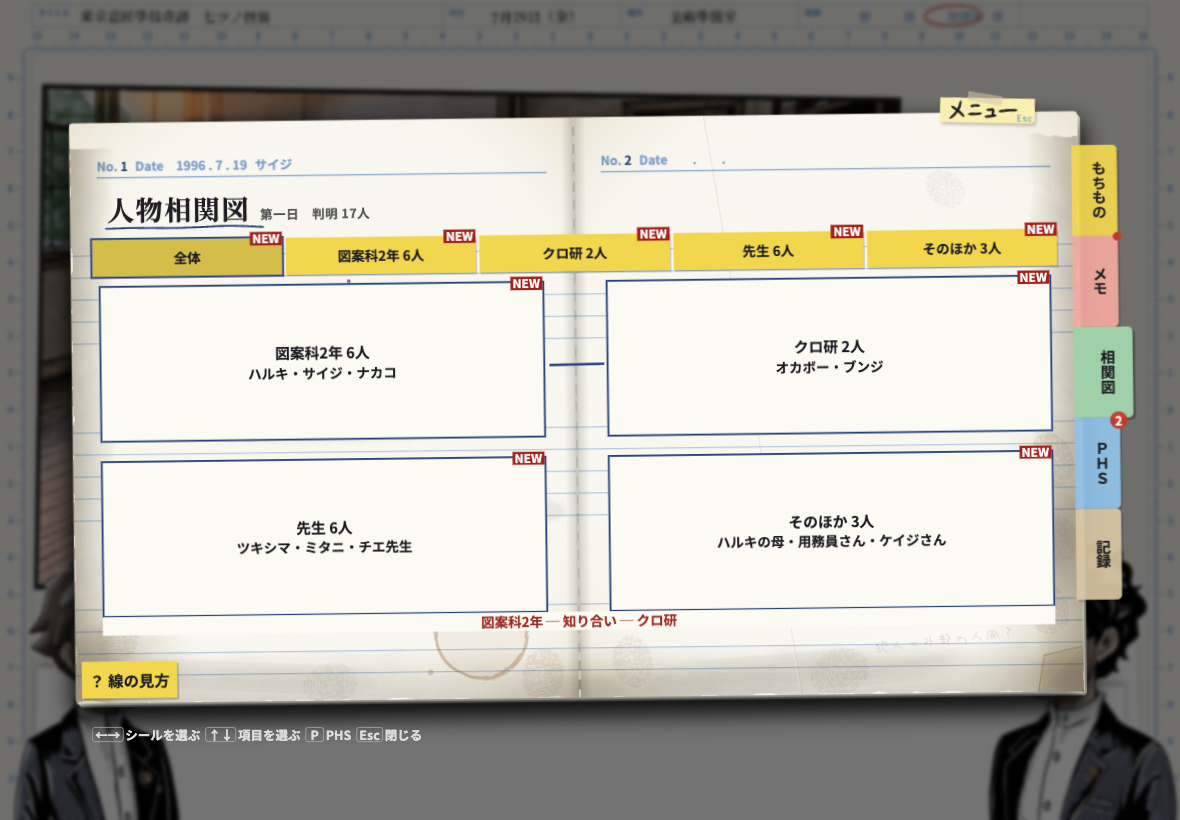 7月19日（金）
メニュー
Esc
No. 1 Date 1996.7.19 サイジ
No. 2 Date . .
人物相関図 第一日 判明 17人
全体 NEW
図案科2年 6人 NEW
クロ研 2人 NEW
先生 6人 NEW
そのほか 3人 NEW
NEW
図案科2年 6人
ハルキ・サイジ・ナカコ
NEW
クロ研 2人
オカボー・ブンジ
NEW
先生 6人
ツキシマ・ミタニ・チエ先生
NEW
そのほか 3人
ハルキの母・用務員さん・ケイジさん
図案科2年 ─ 知り合い ─ クロ研
もちもの
メモ
相関図
2
PHS
記録
? 線の見方
←→ シールを選ぶ ↑↓ 項目を選ぶ P PHS Esc 閉じる